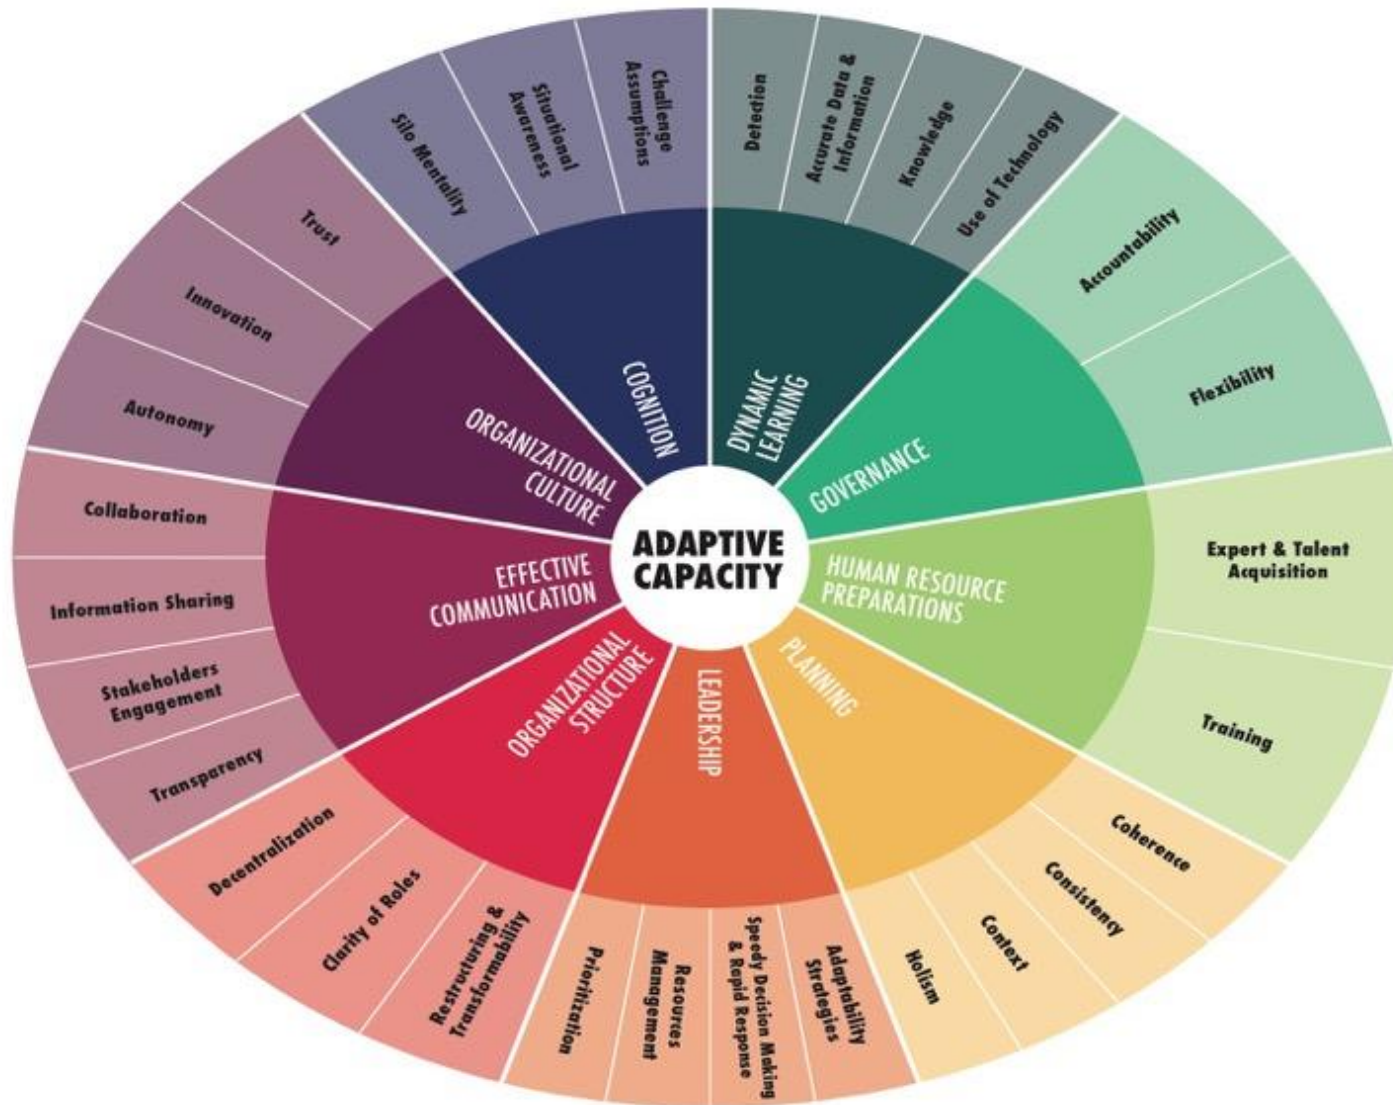 ADAPTIVE
CAPACITY
COGNITION
Silo Mentality
Situational
Awareness
Challenge
Assumptions
DYNAMIC
LEARNING
Detection
Accurate Data &
Information
Knowledge
Use of Technology
GOVERNANCE
Accountability
Flexibility
HUMAN RESOURCE
PREPARATIONS
Expert & Talent
Acquisition
Training
PLANNING
Coherence
Consistency
Context
Holism
LEADERSHIP
Adaptability
Strategies
Speedy Decision Making
& Rapid Response
Resources
Management
Prioritization
ORGANIZATIONAL
STRUCTURE
Restructuring &
Transformability
Clarity of Roles
Decentralization
EFFECTIVE
COMMUNICATION
Transparency
Stakeholders
Engagement
Information Sharing
Collaboration
ORGANIZATIONAL
CULTURE
Autonomy
Innovation
Trust